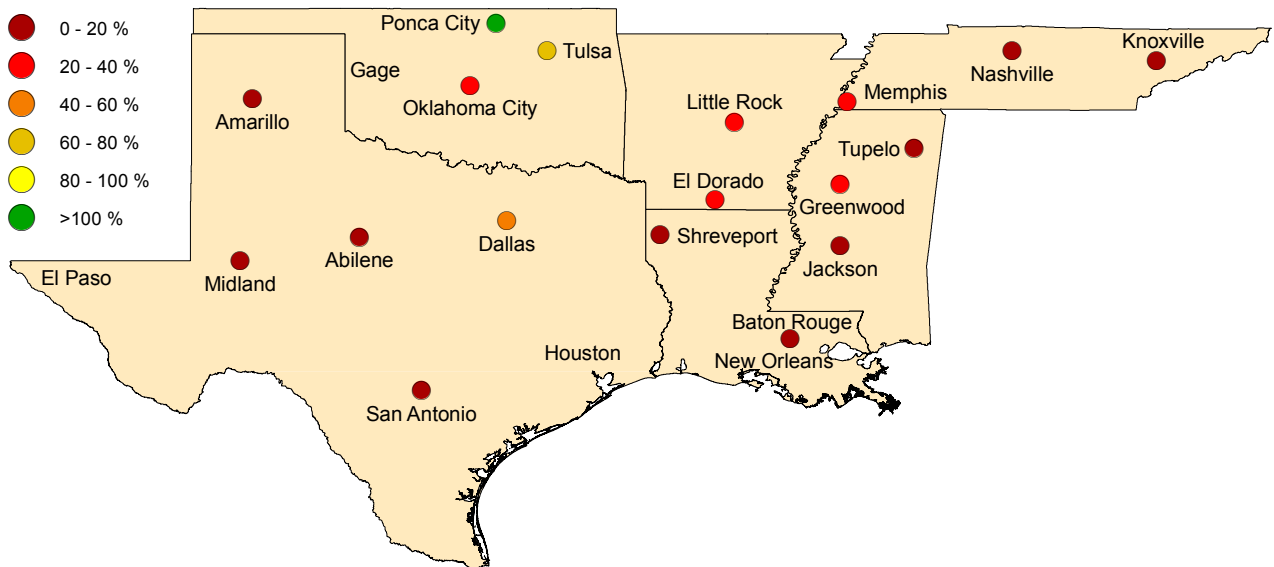 0 - 20 %
20 - 40 %
40 - 60 %
60 - 80 %
80 - 100 %
>100 %
Ponca City
Tulsa
Gage
Oklahoma City
Amarillo
Little Rock
Memphis
Nashville
Knoxville
Tupelo
El Dorado
Greenwood
Dallas
Shreveport
Abilene
Jackson
El Paso
Midland
Baton Rouge
Houston
New Orleans
San Antonio